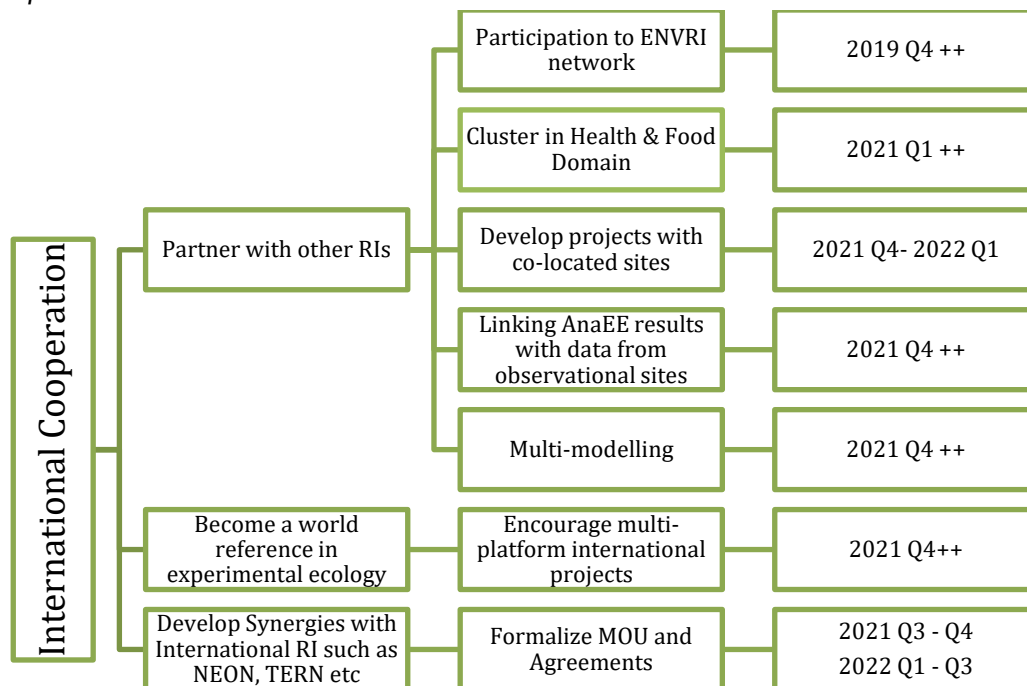 Participation to ENVRI
network
2019 Q4 ++
Cluster in Health & Food
Domain
2021 Q1 ++
Partner with other RIs
Develop projects with
co-located sites
2021 Q4- 2022 Q1
Linking AnaEE results
with data from
observational sites
2021 Q4 ++
Multi-modelling
2021 Q4 ++
International Cooperation
Become a world
reference in
experimental ecology
Encourage multi-
platform international
projects
2021 Q4++
Develop Synergies with
International RI such as
NEON, TERN etc
Formalize MOU and
Agreements
2021 Q3 - Q4
2022 Q1 - Q3